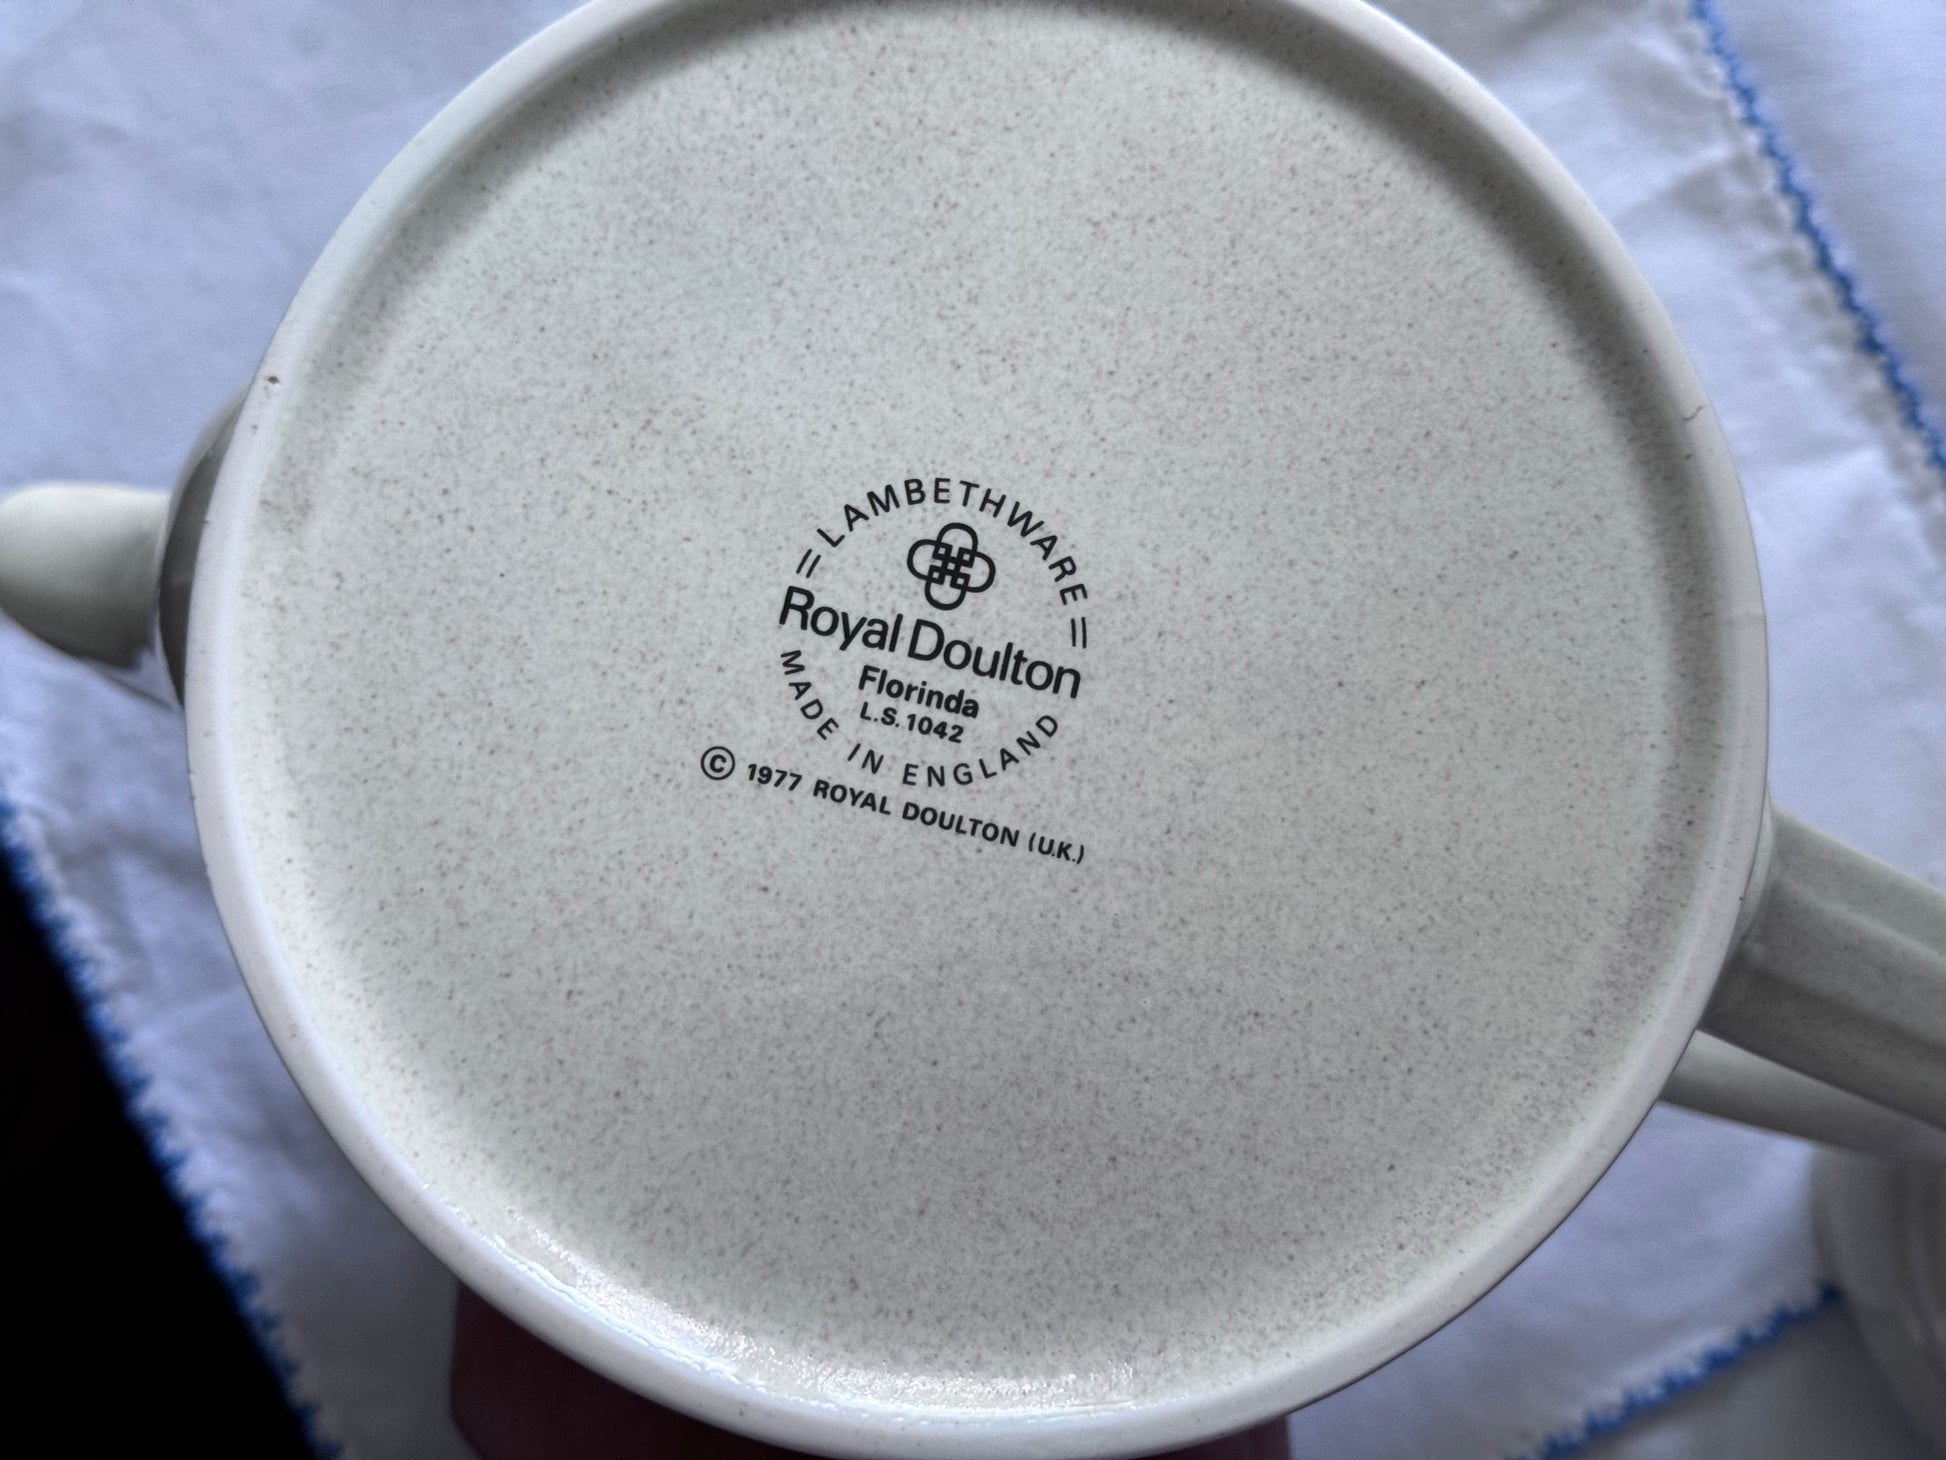 =LAMBETHWARE=
Royal Doulton
Florinda
L.S.1042
MADE IN ENGLAND
© 1977 ROYAL DOULTON (U.K.)